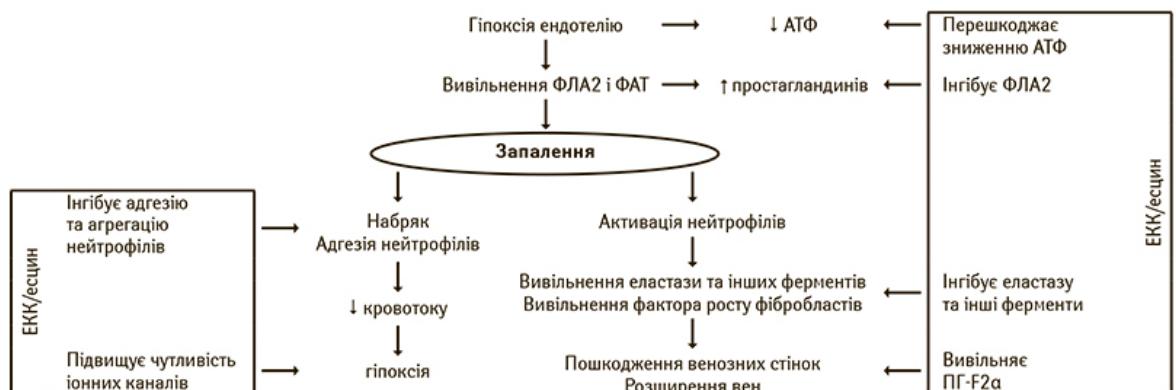 Гіпоксія ендотелію
↓ АТФ
Перешкоджає
зниженню АТФ
Вивільнення ФЛА2 і ФАТ
↑ простагландинів
Інгібує ФЛА2
Запалення
Інгібує адгезію
та агрегацію
нейтрофілів
Набряк
Адгезія нейтрофілів
Активація нейтрофілів
ЕКК/есцин
ЕКК/есцин
Вивільнення еластази та інших ферментів
Вивільнення фактора росту фібробластів
Інгібує еластазу
та інші ферменти
↓ кровотоку
Підвищує чутливість
іонних каналів
гіпоксія
Пошкодження венозних стінок
Розширення вен
Вивільняє
ПГ-F2α